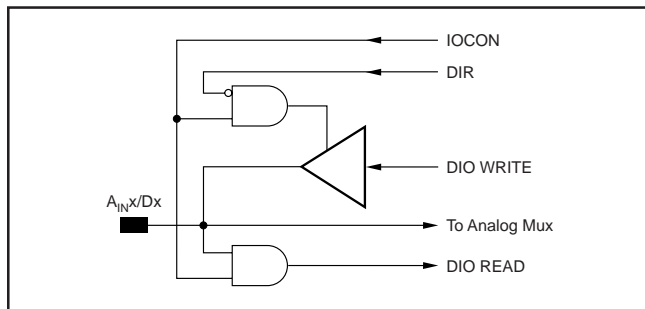 IOCON
DIR
DIO WRITE
AINx/Dx
To Analog Mux
DIO READ